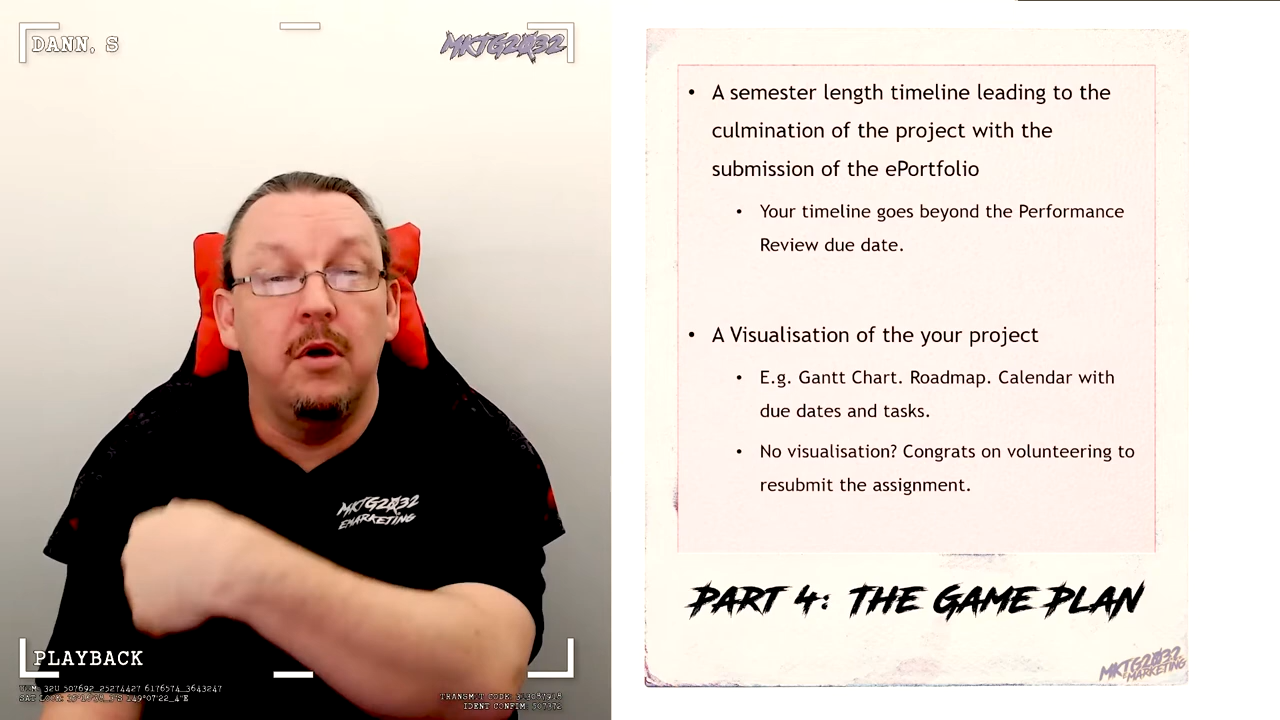 DANN, S
MKTG2032
MKTG2032
EMARKETING
PLAYBACK
• A semester length timeline leading to the
culmination of the project with the
submission of the ePortfolio
• Your timeline goes beyond the Performance
Review due date.
• A Visualisation of the your project
• E.g. Gantt Chart. Roadmap. Calendar with
due dates and tasks.
• No visualisation? Congrats on volunteering to
resubmit the assignment.
PART 4: THE GAME PLAN
MKTG2032